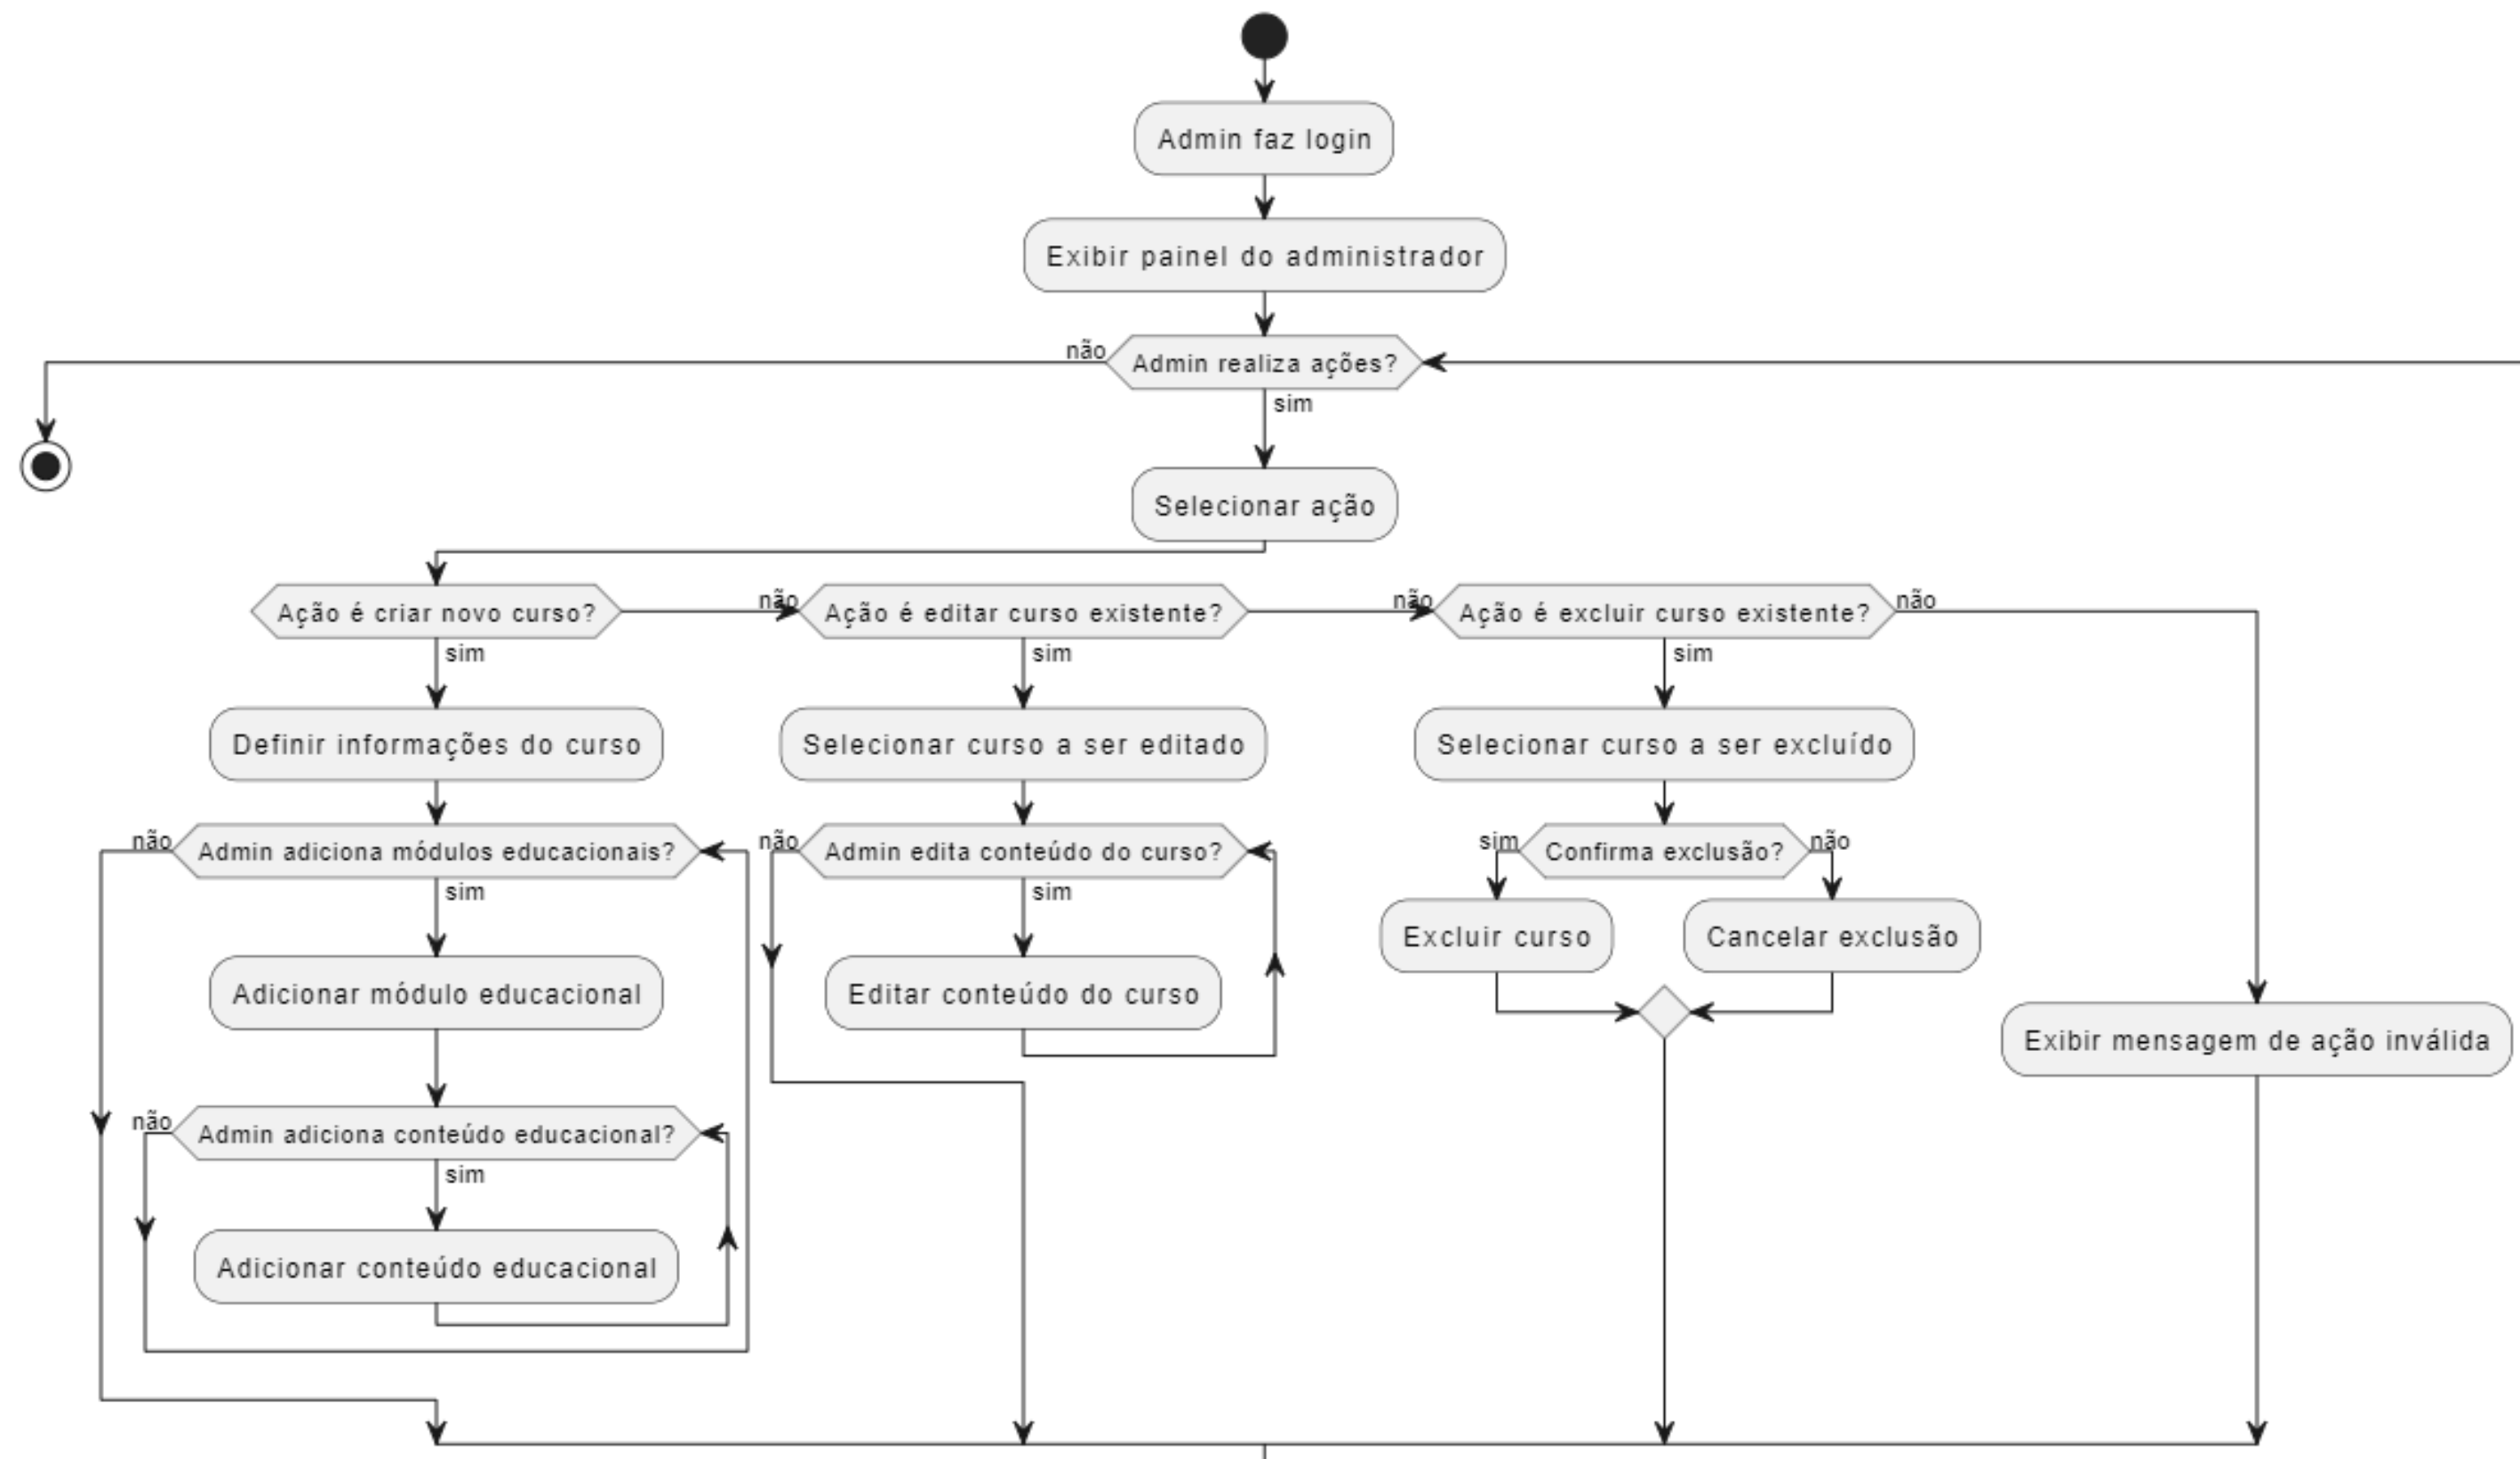 Admin faz login
Exibir painel do administrador
não
Admin realiza ações?
sim
Selecionar ação
Ação é criar novo curso?
não
Ação é editar curso existente?
não
Ação é excluir curso existente?
não
sim
sim
sim
Definir informações do curso
Selecionar curso a ser editado
Selecionar curso a ser excluído
não
Admin adiciona módulos educacionais?
não
Admin edita conteúdo do curso?
sim
Confirma exclusão?
não
sim
sim
Excluir curso
Cancelar exclusão
Adicionar módulo educacional
Editar conteúdo do curso
Exibir mensagem de ação inválida
não
Admin adiciona conteúdo educacional?
sim
Adicionar conteúdo educacional